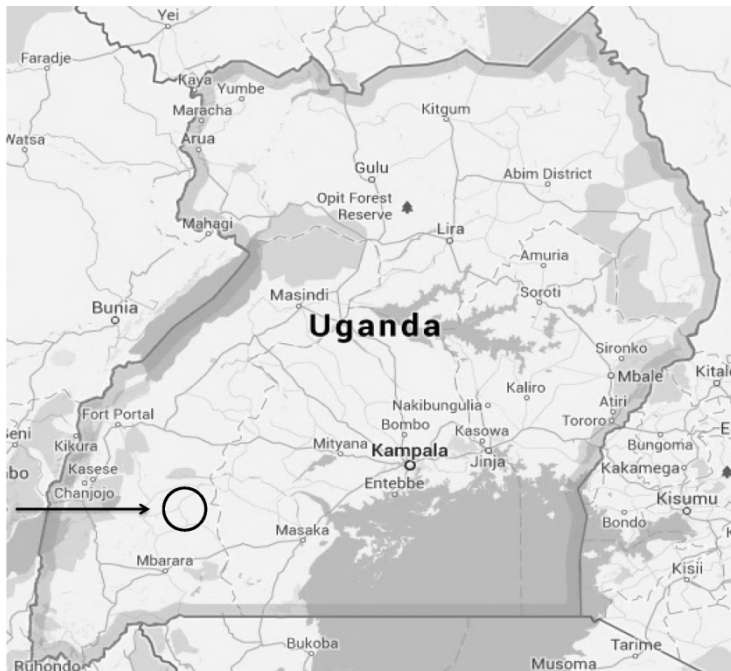 Yei
Faradje
Kaya
Yumbe
Maracha
Kitgum
Watsa
Arua
Gulu
Abim District
Opit Forest
Reserve
Mahagi
Lira
Amuria
Masindi
Soroti
Bunia
Uganda
Sironko
Mbale
Kitale
Kaliro
Nakibungulia
Atiri
Fort Portal
Bombo
Kasowa
Tororo
Beni
Kikura
Mityana
Kampala
Jinja
Bungoma
Kasese
Kakamega
Chanjojo
Entebbe
Kisumu
Bondo
Masaka
Mbarara
Kisii
Bukoba
Tarime
Ruhondo
Musoma